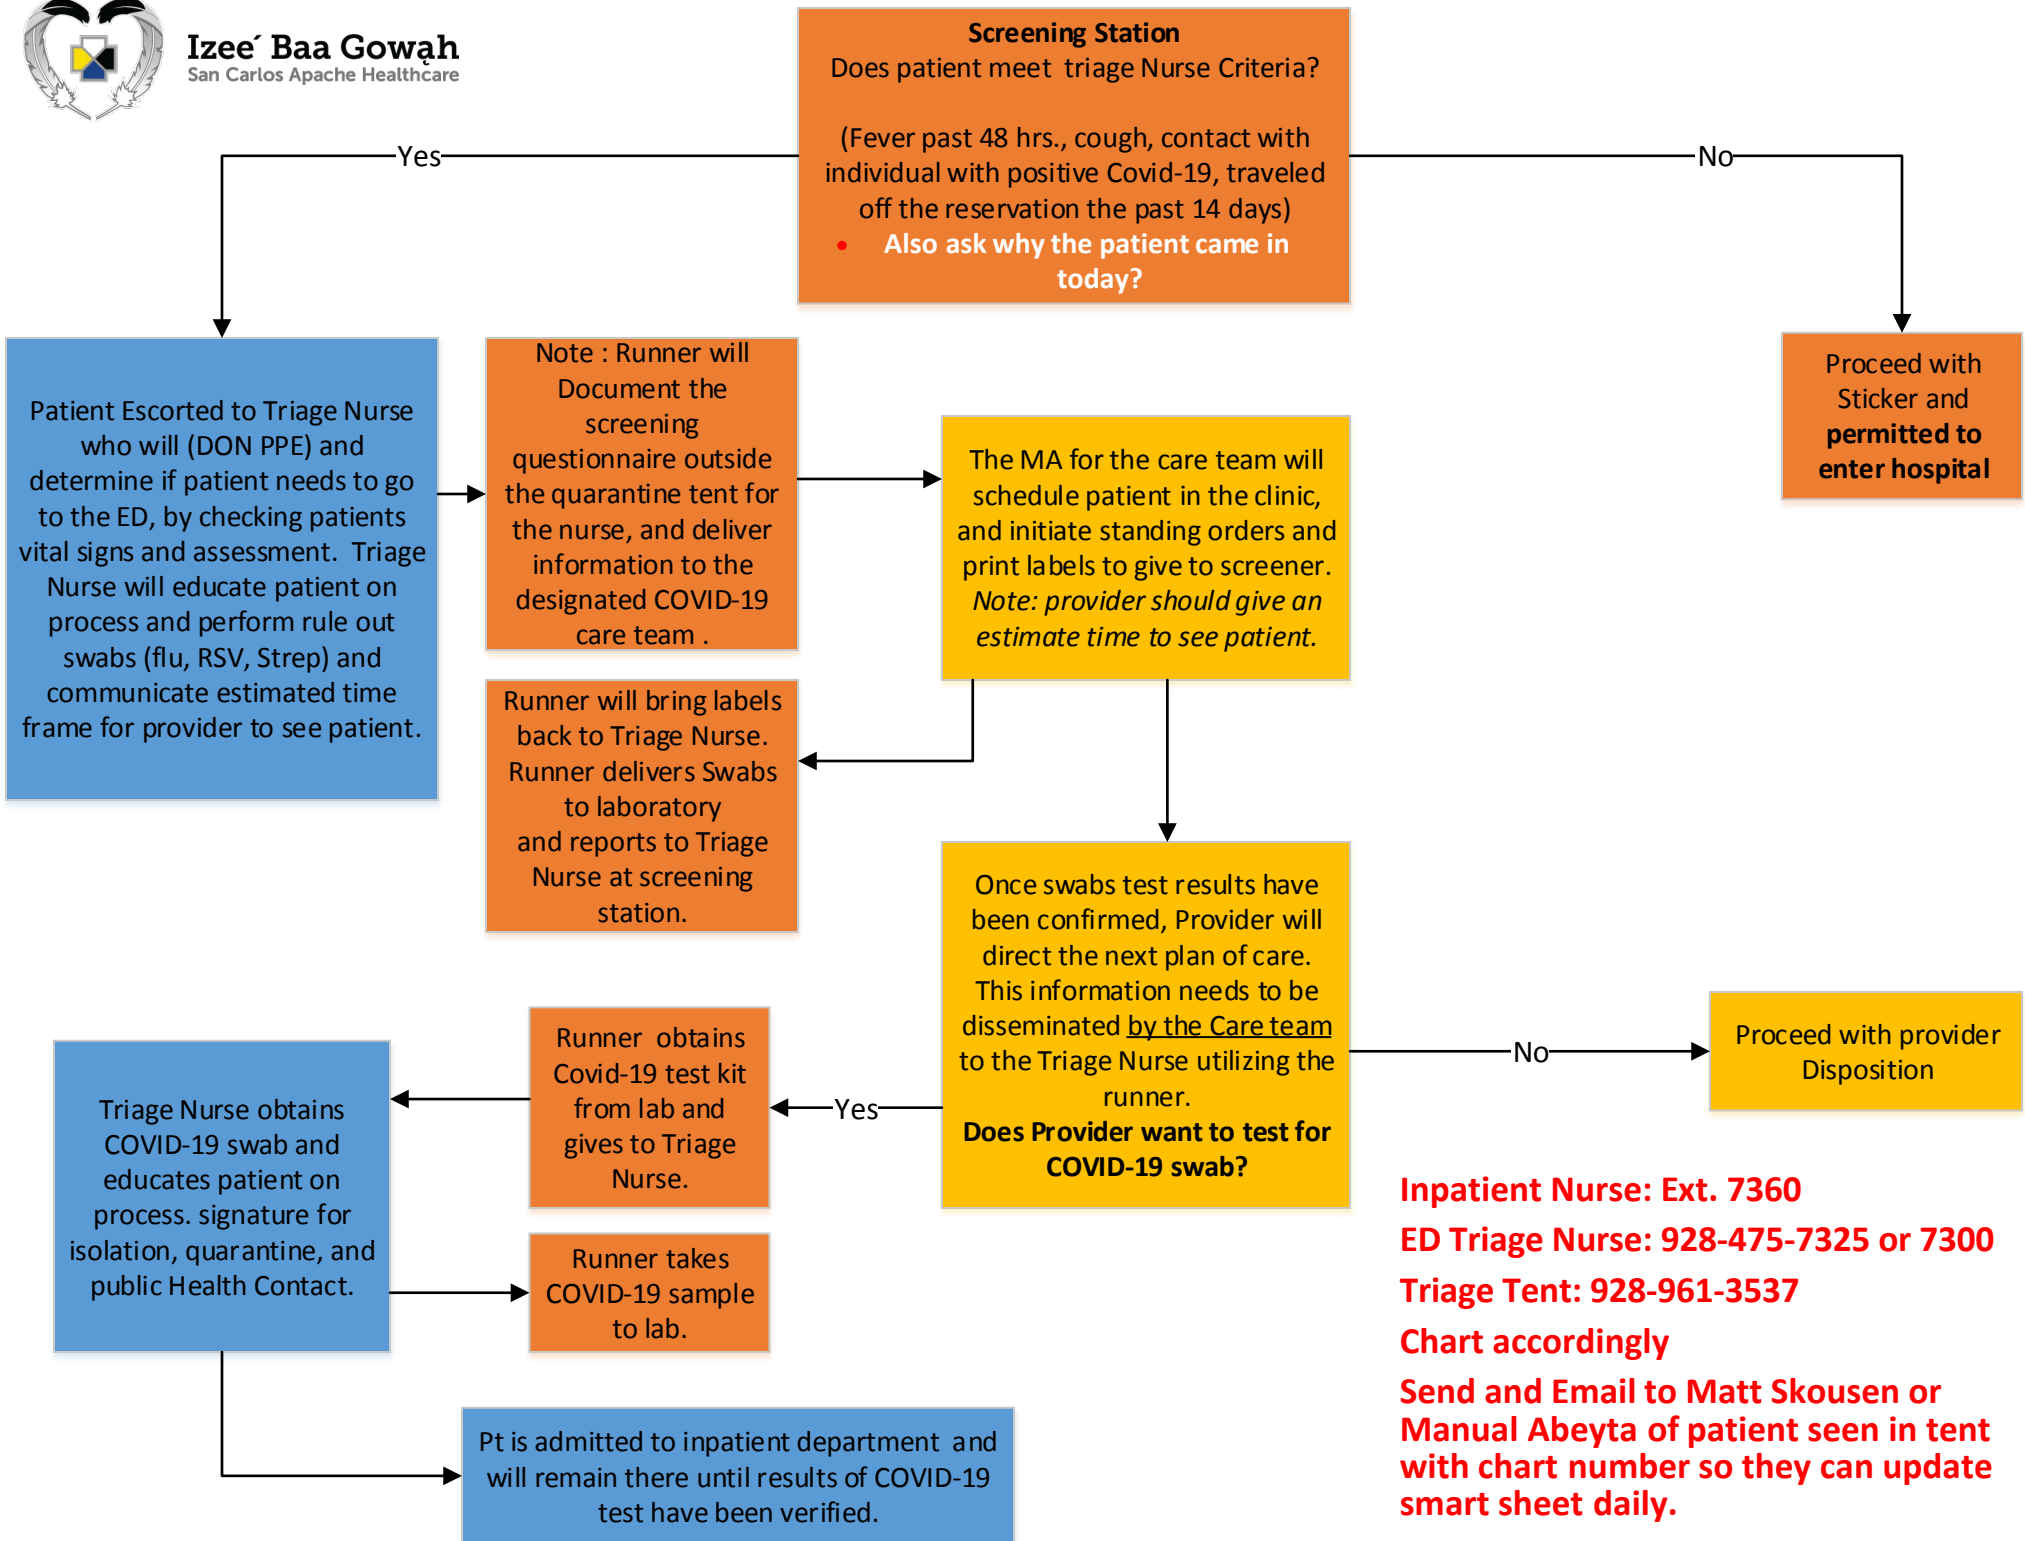 Izee´ Baa Gowąh
San Carlos Apache Healthcare
Screening Station
Does patient meet triage Nurse Criteria?
(Fever past 48 hrs., cough, contact with
individual with positive Covid-19, traveled
off the reservation the past 14 days)
• Also ask why the patient came in
today?
Yes
No
Proceed with
Sticker and
permitted to
enter hospital
Patient Escorted to Triage Nurse
who will (DON PPE) and
determine if patient needs to go
to the ED, by checking patients
vital signs and assessment. Triage
Nurse will educate patient on
process and perform rule out
swabs (flu, RSV, Strep) and
communicate estimated time
frame for provider to see patient.
Note : Runner will
Document the
screening
questionnaire outside
the quarantine tent for
the nurse, and deliver
information to the
designated COVID-19
care team .
The MA for the care team will
schedule patient in the clinic,
and initiate standing orders and
print labels to give to screener.
Note: provider should give an
estimate time to see patient.
Runner will bring labels
back to Triage Nurse.
Runner delivers Swabs
to laboratory
and reports to Triage
Nurse at screening
station.
Once swabs test results have
been confirmed, Provider will
direct the next plan of care.
This information needs to be
disseminated by the Care team
to the Triage Nurse utilizing the
runner.
Does Provider want to test for
COVID-19 swab?
No
Proceed with provider
Disposition
Yes
Runner obtains
Covid-19 test kit
from lab and
gives to Triage
Nurse.
Triage Nurse obtains
COVID-19 swab and
educates patient on
process. signature for
isolation, quarantine, and
public Health Contact.
Runner takes
COVID-19 sample
to lab.
Pt is admitted to inpatient department and
will remain there until results of COVID-19
test have been verified.
Inpatient Nurse: Ext. 7360
ED Triage Nurse: 928-475-7325 or 7300
Triage Tent: 928-961-3537
Chart accordingly
Send and Email to Matt Skousen or
Manual Abeyta of patient seen in tent
with chart number so they can update
smart sheet daily.